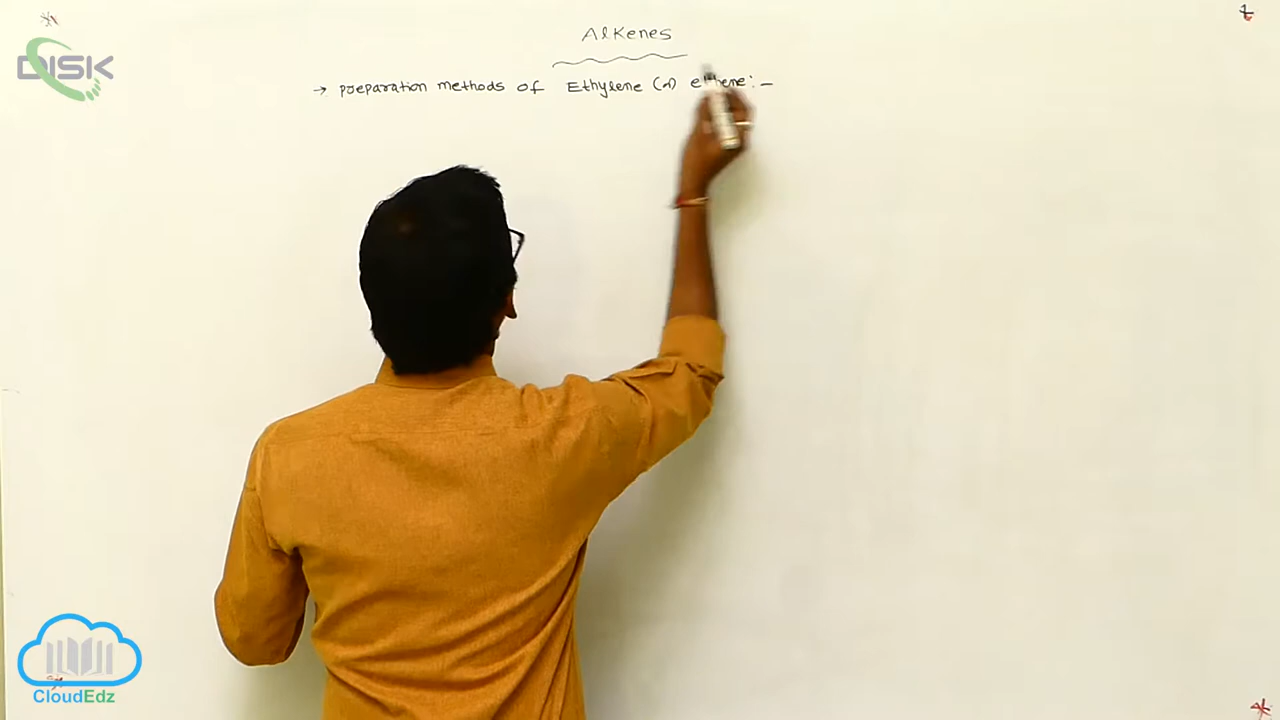 DISK
Alkenes
→ preparation methods of Ethylene (or) ethene:-
CloudEdz